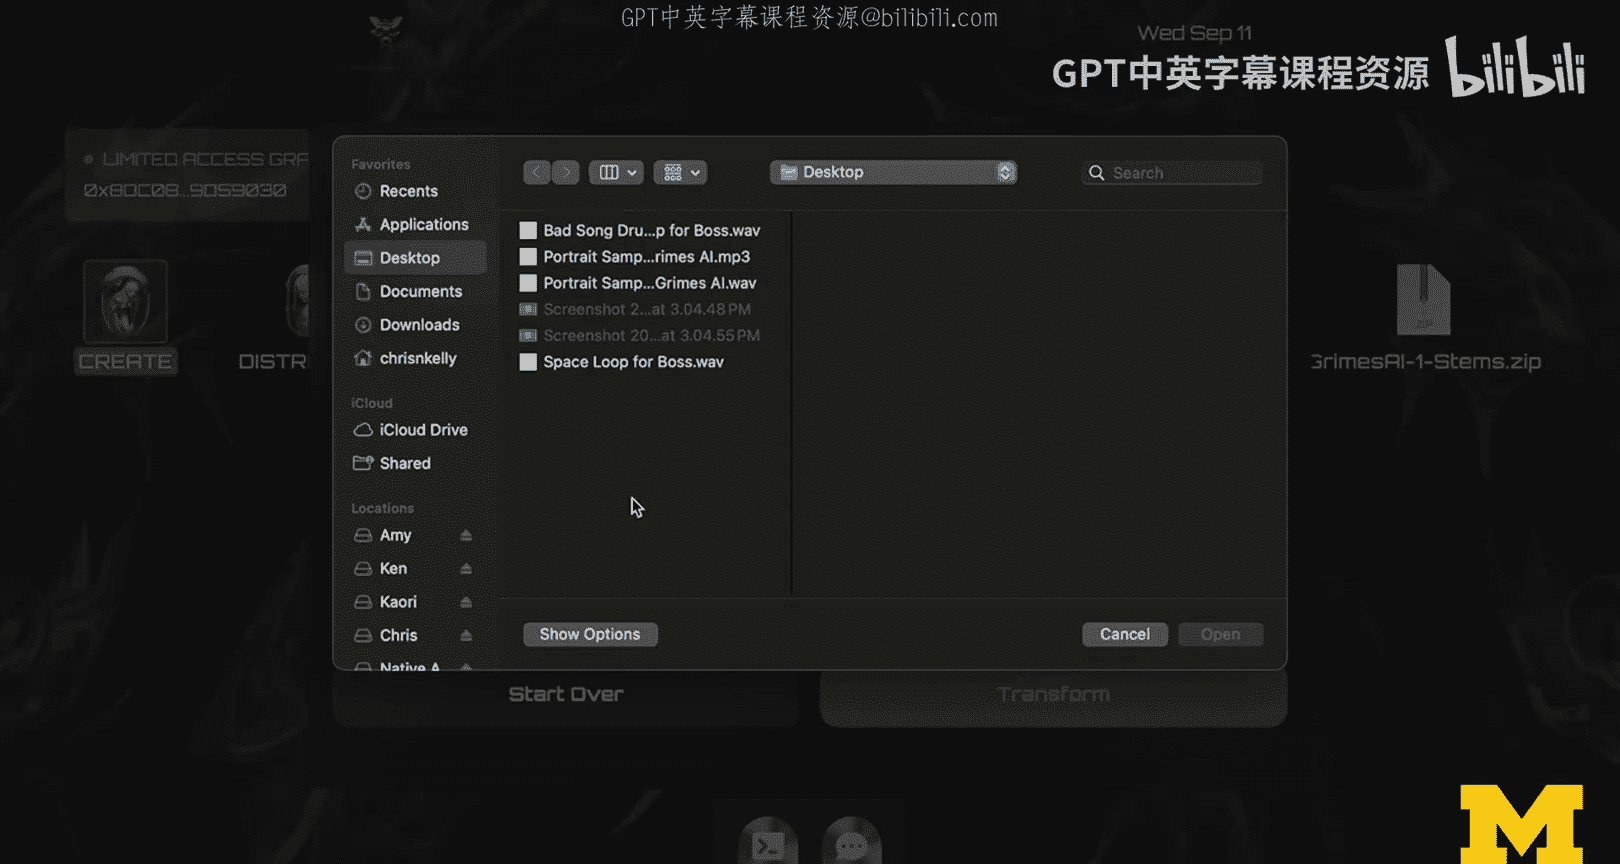 GPT中英字幕课程资源@bilibili.com
Wed Sep 11
GPT中英字幕课程资源 bilibili
LIMITED ACCESS GRA
0x8DC08...9D59030
CREATE
DISTR
Favorites
Recents
Applications
Desktop
Documents
Downloads
chrisnkelly
iCloud
iCloud Drive
Shared
Locations
Amy
Ken
Kaori
Chris
Native A
Desktop
Search
Bad Song Dru...p for Boss.wav
Portrait Samp...rimes AI.mp3
Portrait Samp...Grimes AI.wav
Screenshot 2...at 3.04.48 PM
Screenshot 20...at 3.04.55 PM
Space Loop for Boss.wav
Show Options
Cancel
Open
ZIP
GrimesAI-1-Stems.zip
Start Over
Transform
M